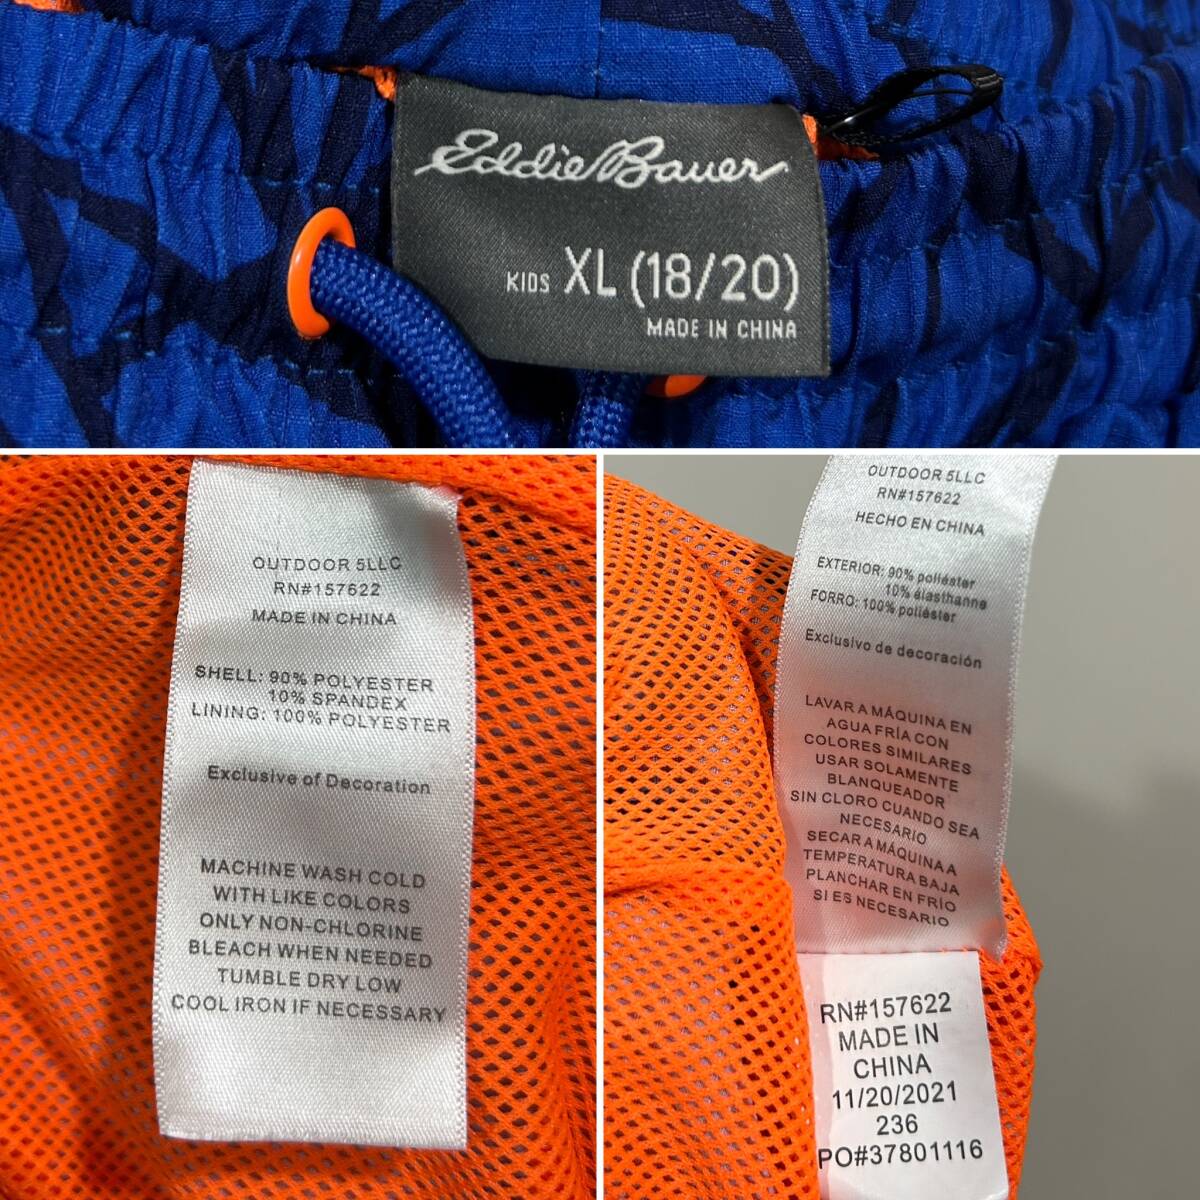 Eddie Bauer
KIDS XL (18/20)
MADE IN CHINA
OUTDOOR 5LLC
RN#157622
MADE IN CHINA
SHELL: 90% POLYESTER
10% SPANDEX
LINING: 100% POLYESTER
Exclusive of Decoration
MACHINE WASH COLD
WITH LIKE COLORS
ONLY NON-CHLORINE
BLEACH WHEN NEEDED
TUMBLE DRY LOW
COOL IRON IF NECESSARY
OUTDOOR 5LLC
RN#157622
HECHO EN CHINA
EXTERIOR: 90% poliéster
10% élasthanne
FORRO: 100% poliéster
Exclusivo de decoración
LAVAR A MÁQUINA EN
AGUA FRÍA CON
COLORES SIMILARES
USAR SOLAMENTE
BLANQUEADOR
SIN CLORO CUANDO SEA
NECESARIO
SECAR A MÁQUINA A
TEMPERATURA BAJA
PLANCHAR EN FRÍO
SI ES NECESARIO
RN#157622
MADE IN
CHINA
11/20/2021
236
PO#37801116